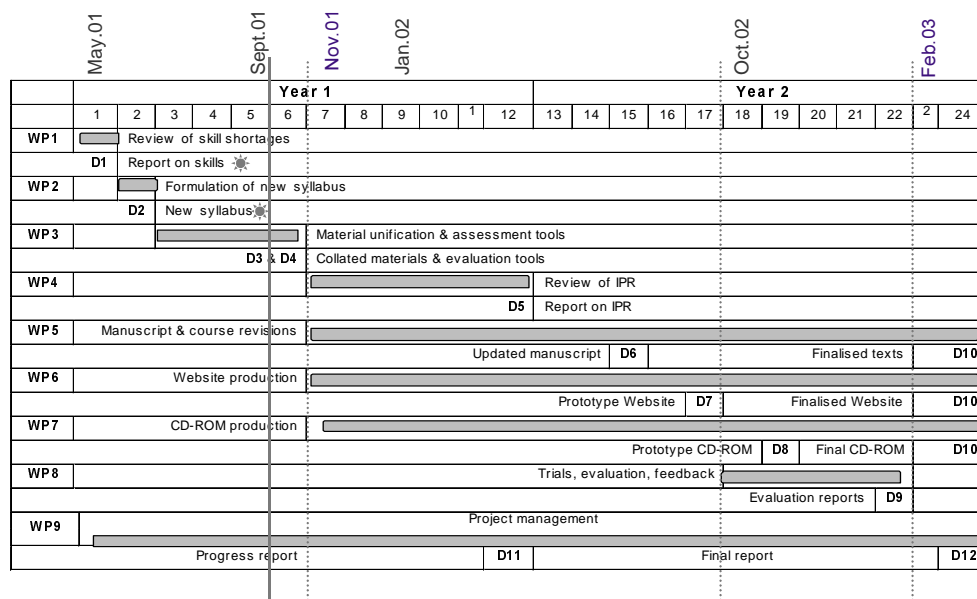 May.01 Sept.01 Nov.01 Jan.02 Oct.02 Feb.03
Year 1 Year 2
1 2 3 4 5 6 7 8 9 10 1 12 13 14 15 16 17 18 19 20 21 22 2 24
WP1 Review of skill shortages
D1 Report on skills
WP2 Formulation of new syllabus
D2 New syllabus
WP3 Material unification & assessment tools
D3 & D4 Collated materials & evaluation tools
WP4 Review of IPR
D5 Report on IPR
WP5 Manuscript & course revisions
Updated manuscript D6 Finalised texts D10
WP6 Website production
Prototype Website D7 Finalised Website D10
WP7 CD-ROM production
Prototype CD-ROM D8 Final CD-ROM D10
WP8 Trials, evaluation, feedback
Evaluation reports D9
WP9 Project management
Progress report D11 Final report D12